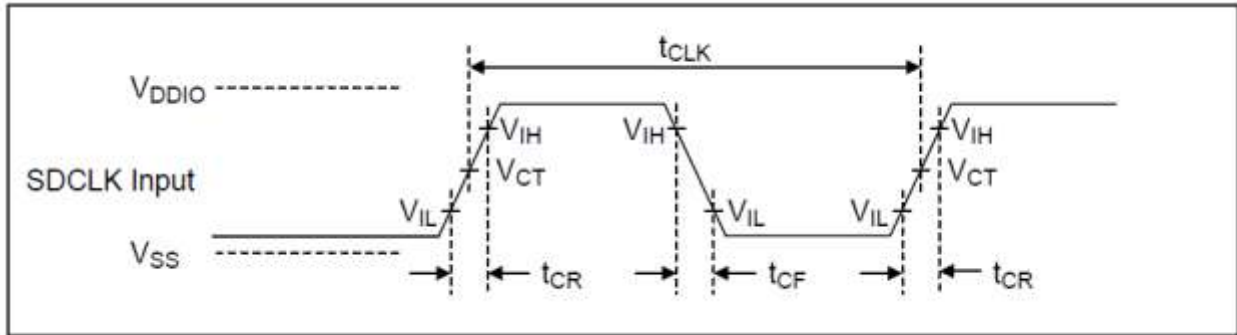 tCLK
VDDIO
VIH VIH VIH
SDCLK Input VCT VCT
VIL VIL VIL
VSS
tCR tCF tCR